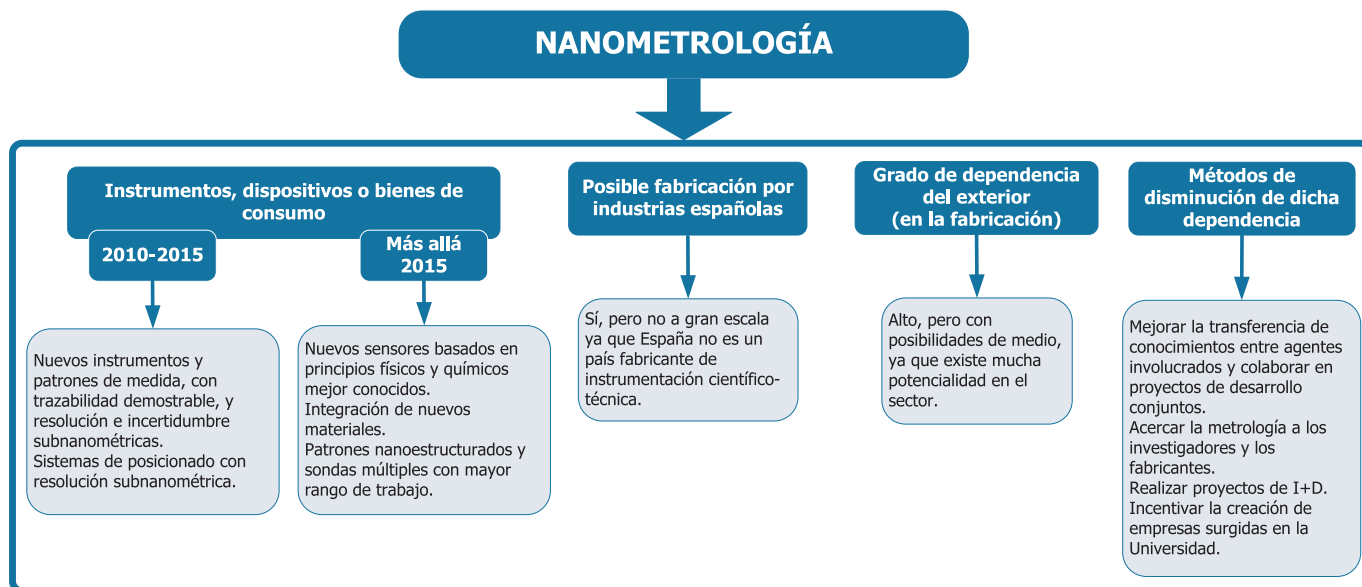 NANOMETROLOGÍA
Instrumentos, dispositivos o bienes de
consumo
2010-2015
Nuevos instrumentos y
patrones de medida, con
trazabilidad demostrable, y
resolución e incertidumbre
subnanométricas.
Sistemas de posicionado con
resolución subnanométrica.
Más allá
2015
Nuevos sensores basados en
principios físicos y químicos
mejor conocidos.
Integración de nuevos
materiales.
Patrones nanoestructurados y
sondas múltiples con mayor
rango de trabajo.
Posible fabricación por
industrias españolas
Sí, pero no a gran escala
ya que España no es un
país fabricante de
instrumentación científico-
técnica.
Grado de dependencia
del exterior
(en la fabricación)
Alto, pero con
posibilidades de medio,
ya que existe mucha
potencialidad en el
sector.
Métodos de
disminución de dicha
dependencia
Mejorar la transferencia de
conocimientos entre agentes
involucrados y colaborar en
proyectos de desarrollo
conjuntos.
Acercar la metrología a los
investigadores y los
fabricantes.
Realizar proyectos de I+D.
Incentivar la creación de
empresas surgidas en la
Universidad.